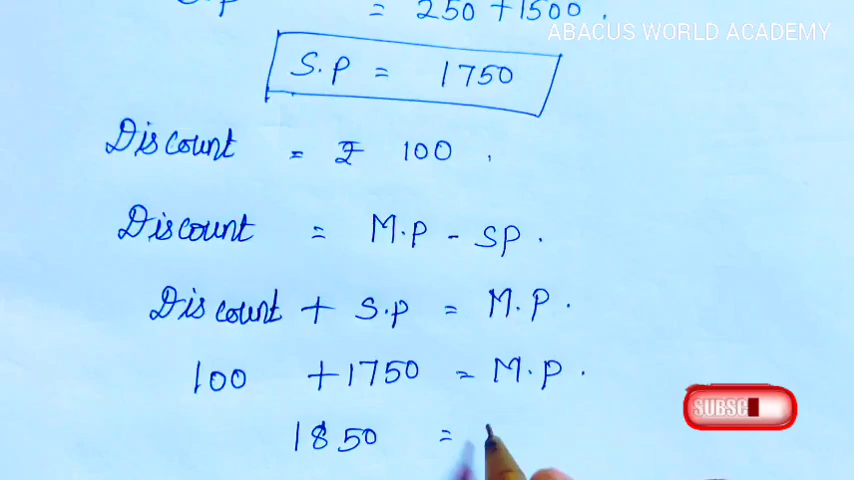 = 250 + 1500.
ABACUS WORLD ACADEMY
S.P = 1750
Discount = ₹ 100.
Discount = M.P - SP.
Discount + S.P = M.P.
100 + 1750 = M.P.
SUBSC
1850 =